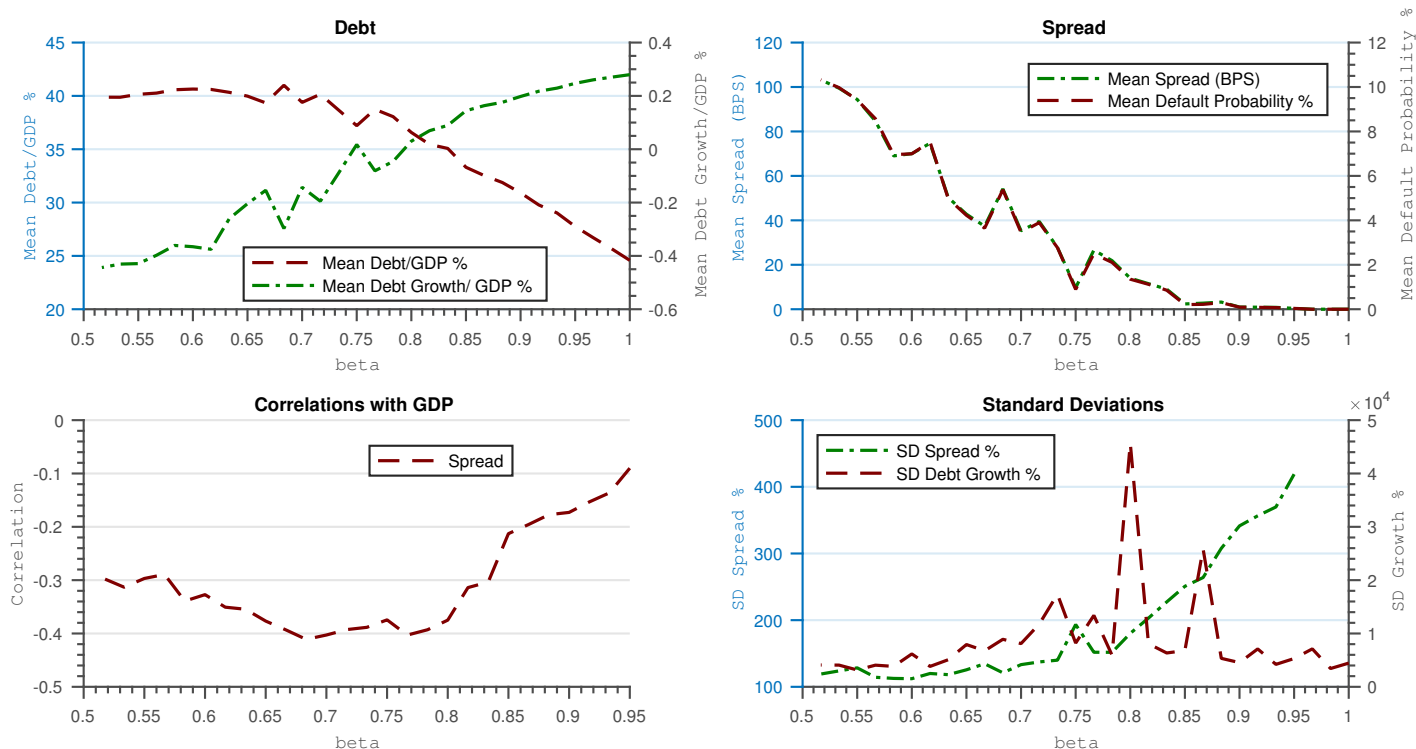 Debt
45
40
35
30
25
20
Mean Debt/GDP %
0.4
0.2
0
-0.2
-0.4
-0.6
Mean Debt Growth/GDP %
Mean Debt/GDP %
Mean Debt Growth/ GDP %
0.5 0.55 0.6 0.65 0.7 0.75 0.8 0.85 0.9 0.95 1
beta
Spread
120
100
80
60
40
20
0
Mean Spread (BPS)
12
10
8
6
4
2
0
Mean Default Probability %
Mean Spread (BPS)
Mean Default Probability %
0.5 0.55 0.6 0.65 0.7 0.75 0.8 0.85 0.9 0.95 1
beta
Correlations with GDP
0
-0.1
-0.2
-0.3
-0.4
-0.5
Correlation
Spread
0.5 0.55 0.6 0.65 0.7 0.75 0.8 0.85 0.9 0.95
beta
Standard Deviations
×10⁴
500
400
300
200
100
SD Spread %
5
4
3
2
1
0
SD Growth %
SD Spread %
SD Debt Growth %
0.5 0.55 0.6 0.65 0.7 0.75 0.8 0.85 0.9 0.95 1
beta